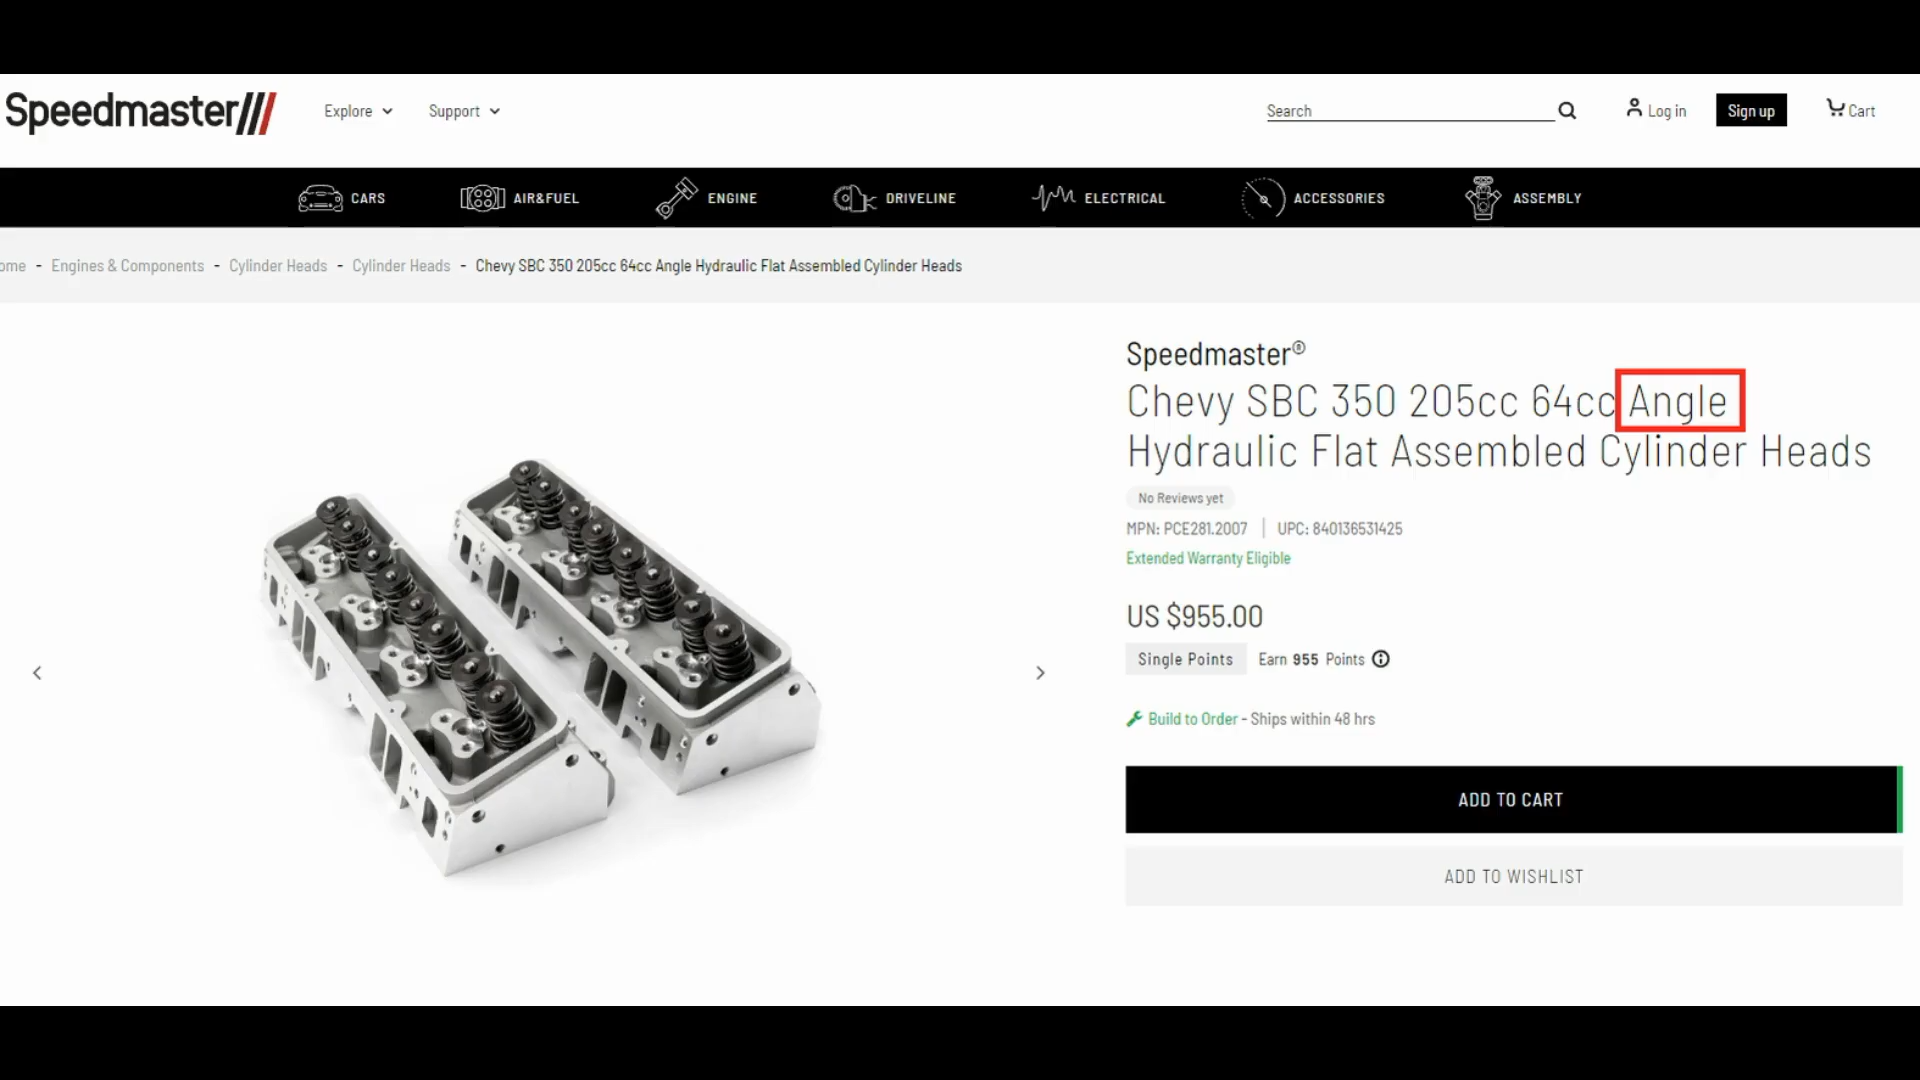 Speedmaster
Explore
Support
Search
Log in
Sign up
Cart
CARS
AIR&FUEL
ENGINE
DRIVELINE
ELECTRICAL
ACCESSORIES
ASSEMBLY
ome - Engines & Components - Cylinder Heads - Cylinder Heads - Chevy SBC 350 205cc 64cc Angle Hydraulic Flat Assembled Cylinder Heads
Speedmaster®
Chevy SBC 350 205cc 64cc Angle
Hydraulic Flat Assembled Cylinder Heads
No Reviews yet
MPN: PCE281.2007 | UPC: 840136531425
Extended Warranty Eligible
US $955.00
Single Points Earn 955 Points
Build to Order - Ships within 48 hrs
ADD TO CART
ADD TO WISHLIST